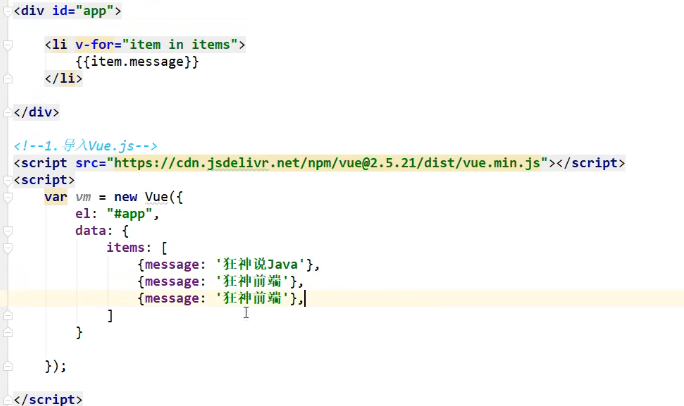 <div id="app">
<li v-for="item in items">
{{item.message}}
</li>
</div>
<!--1.导入Vue.js-->
<script src="https://cdn.jsdelivr.net/npm/vue@2.5.21/dist/vue.min.js"></script>
<script>
var vm = new Vue({
el: "#app",
data: {
items: [
{message: '狂神说Java'},
{message: '狂神前端'},
{message: '狂神前端'},
]
}
});
</script>